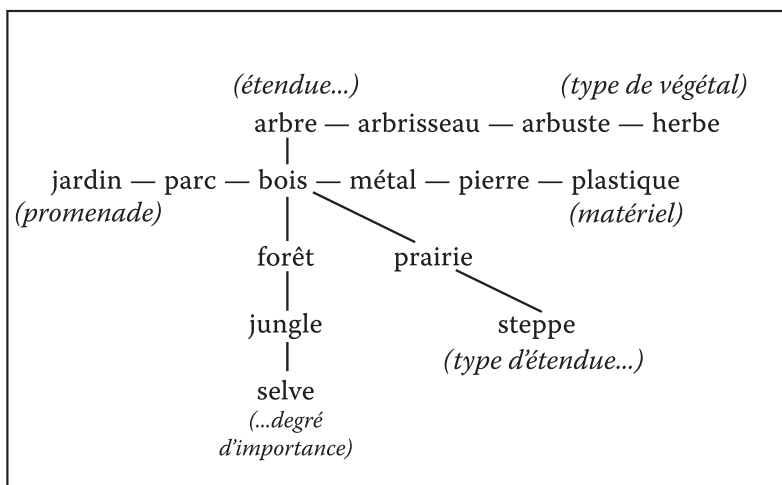 (étendue...) (type de végétal)
arbre — arbrisseau — arbuste — herbe
jardin — parc — bois — métal — pierre — plastique
(promenade) (matériel)
forêt prairie
jungle steppe
(type d'étendue...)
selve
(...degré
d'importance)